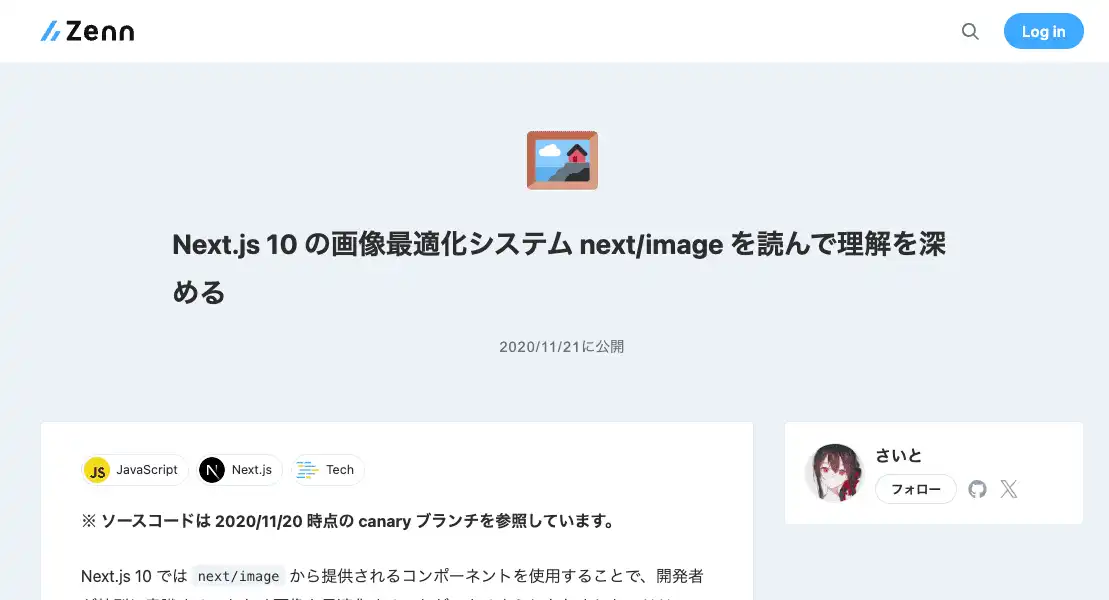 Zenn
Log in
Next.js 10 の画像最適化システム next/image を読んで理解を深
める
2020/11/21に公開
JS JavaScript
N Next.js
Tech
※ ソースコードは 2020/11/20 時点の canary ブランチを参照しています。
Next.js 10 では next/image から提供されるコンポーネントを使用することで、開発者
さいと
フォロー